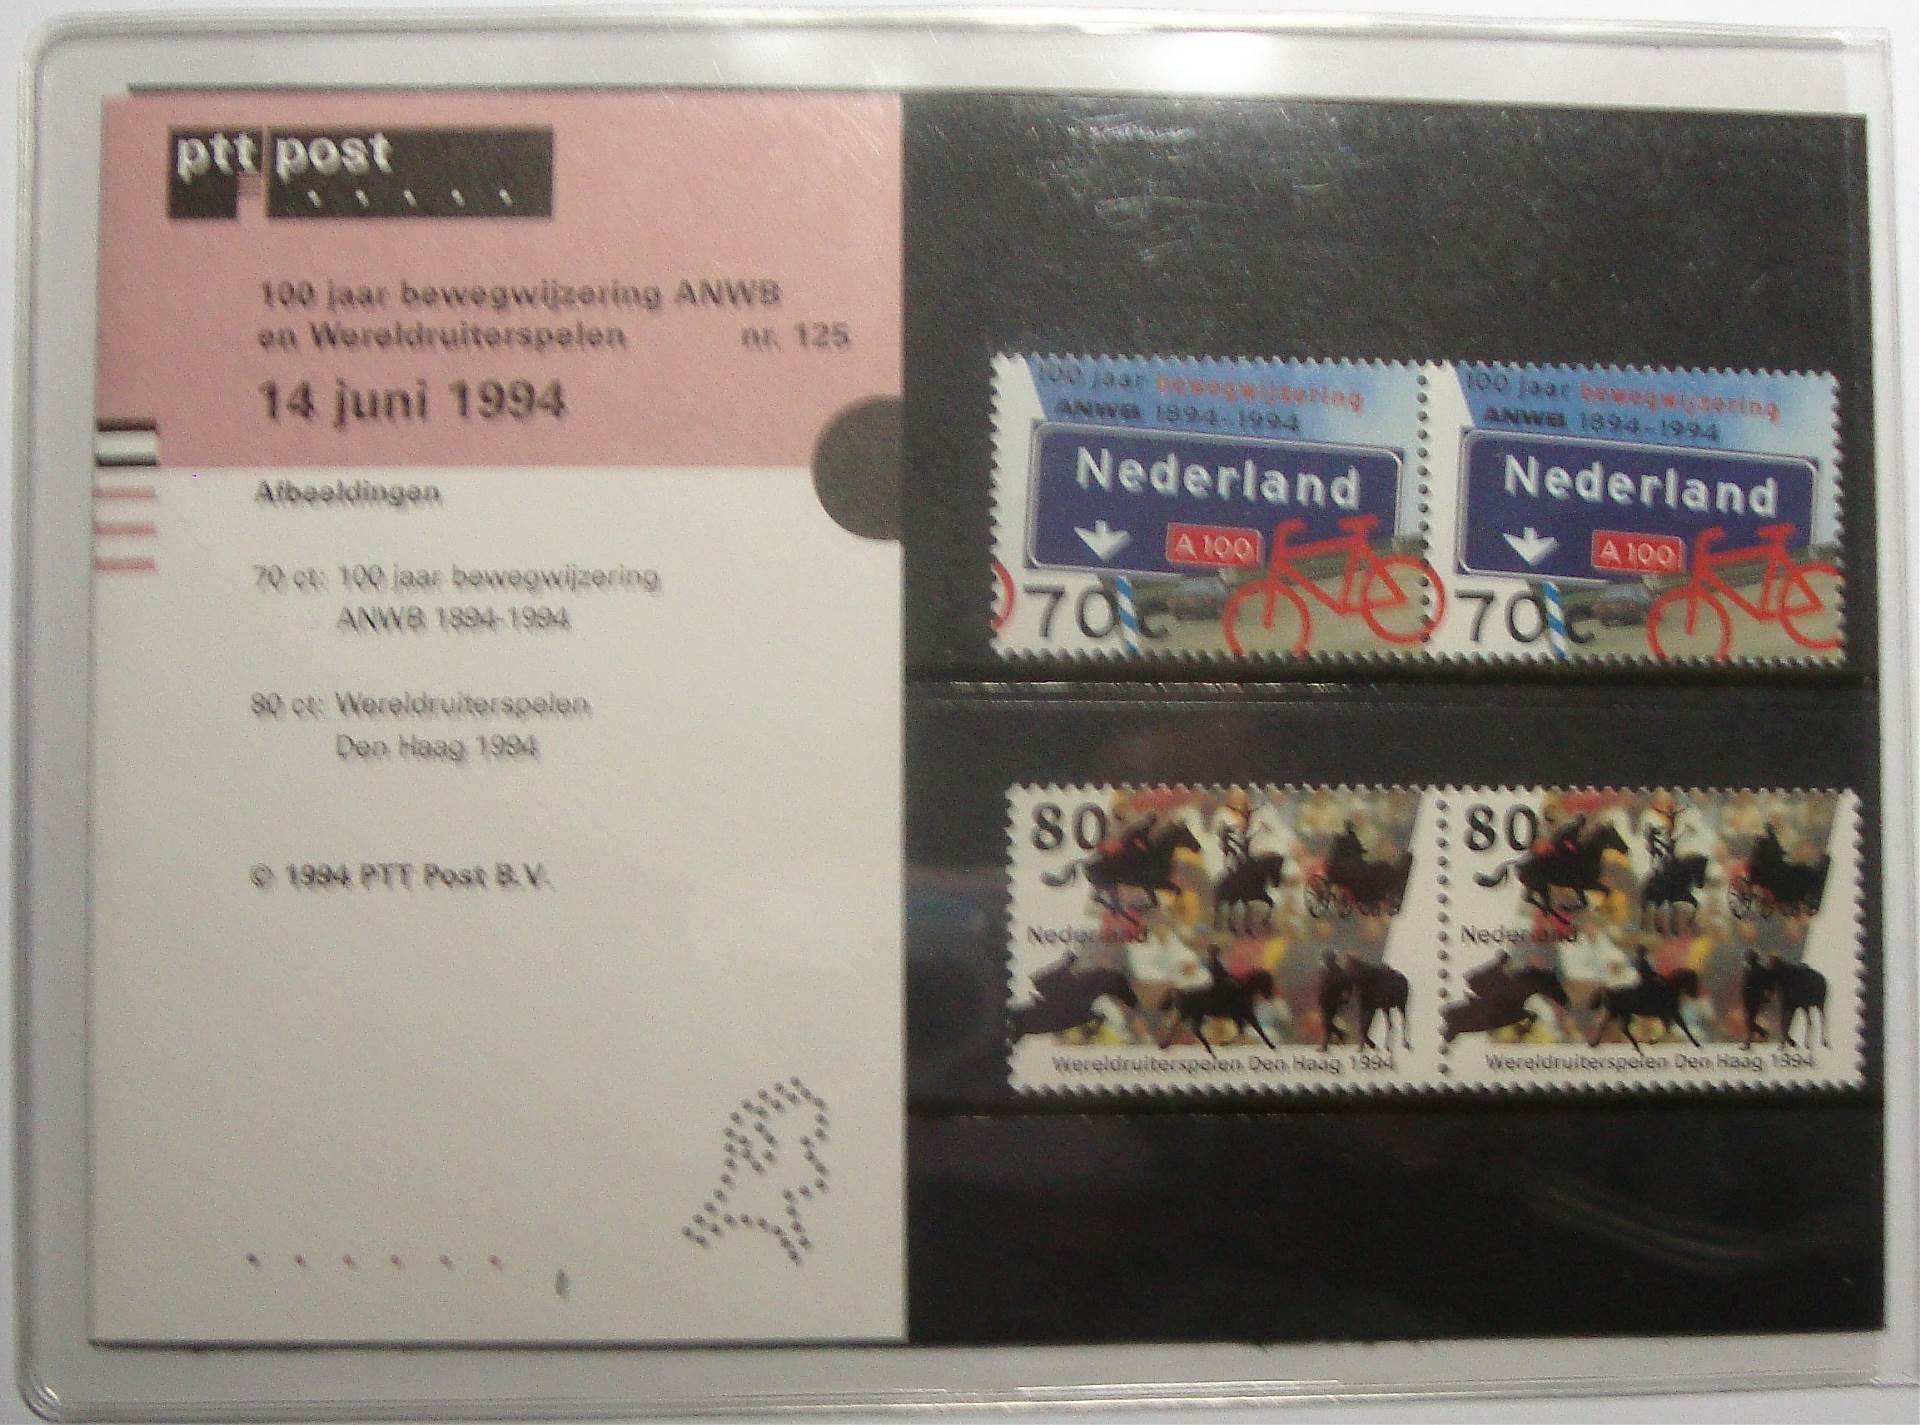 ptt post
100 jaar bewegwijzering ANWB
en Wereldruiterspelen nr. 125
14 juni 1994
Afbeeldingen
70 ct: 100 jaar bewegwijzering
ANWB 1894-1994
80 ct: Wereldruiterspelen
Den Haag 1994
© 1994 PTT Post B.V.
100 jaar bewegwijzering
ANWB 1894-1994
Nederland
A100
70c
100 jaar bewegwijzering
ANWB 1894-1994
Nederland
A100
70c
80
Nederland
Wereldruiterspelen Den Haag 1994
80
Nederland
Wereldruiterspelen Den Haag 1994